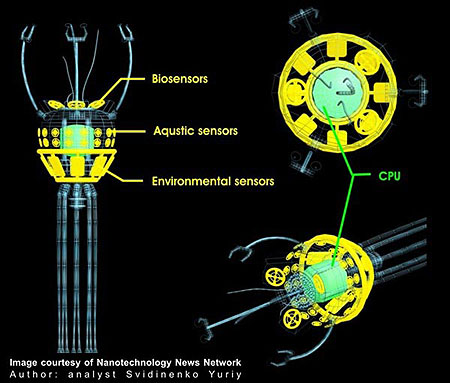 Biosensors
Aqustic sensors
Environmental sensors
CPU
Image courtesy of Nanotechnology News Network
Author: analyst Svidinenko Yuriy